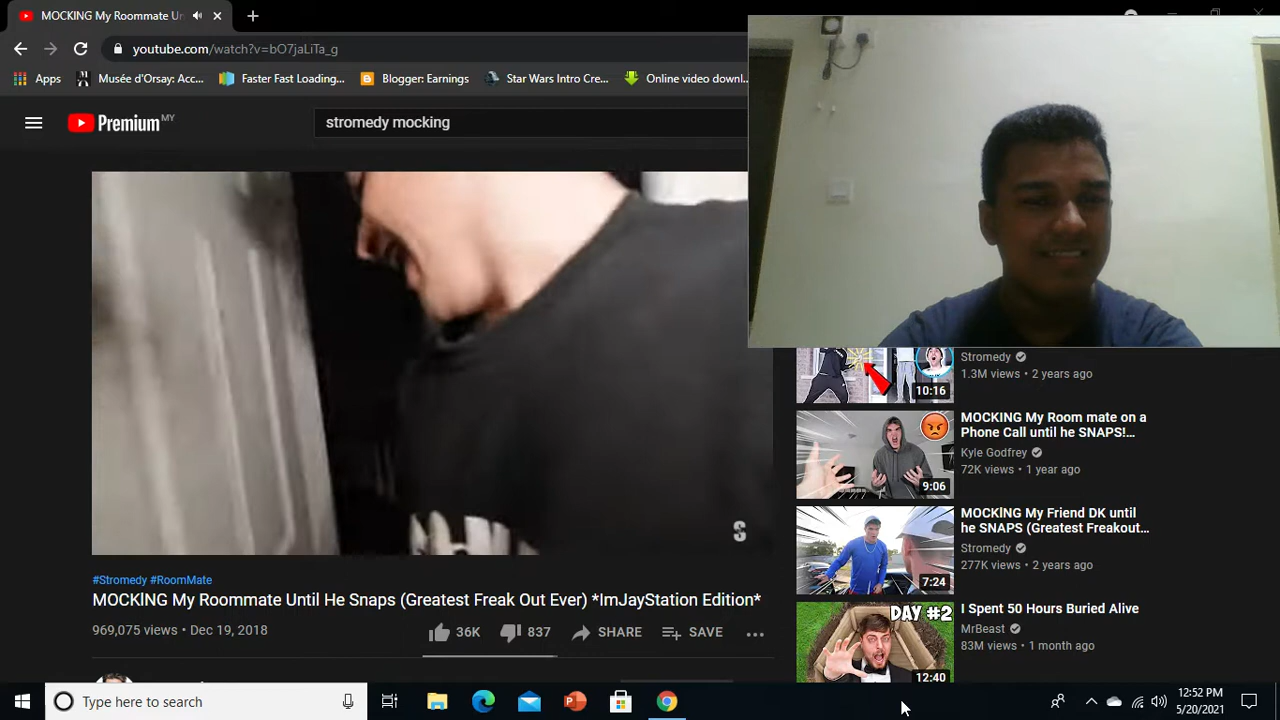 MOCKING My Roommate Ur
youtube.com/watch?v=bO7jaLiTa_g
Apps
Musée d'Orsay: Acc...
Faster Fast Loading...
Blogger: Earnings
Star Wars Intro Cre...
Online video downl...
Premium MY
stromedy mocking
Stromedy
1.3M views • 2 years ago
10:16
MOCKING My Room mate on a
Phone Call until he SNAPS!...
Kyle Godfrey
72K views • 1 year ago
9:06
MOCKING My Friend DK until
he SNAPS (Greatest Freakout...
Stromedy
277K views • 2 years ago
7:24
S
#Stromedy #RoomMate
MOCKING My Roommate Until He Snaps (Greatest Freak Out Ever) *ImJayStation Edition*
969,075 views • Dec 19, 2018
36K
837
SHARE
SAVE
DAY #2
I Spent 50 Hours Buried Alive
MrBeast
83M views • 1 month ago
12:40
Type here to search
12:52 PM
5/20/2021